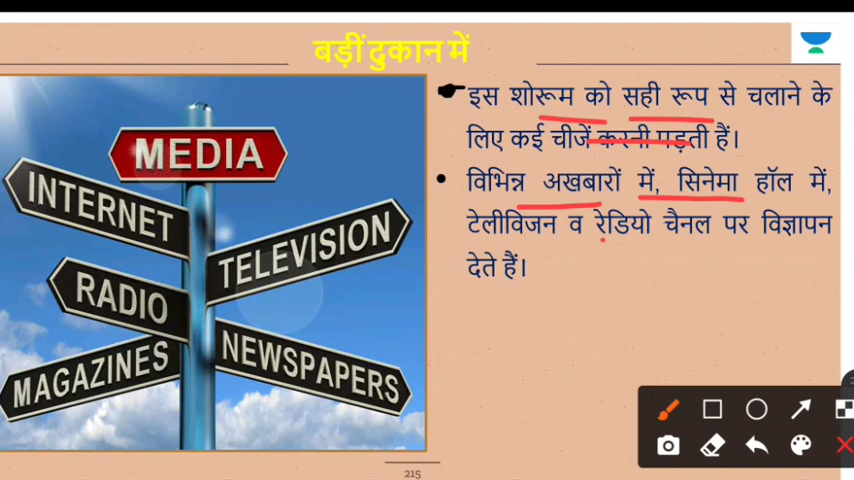 बड़ीं दुकान में
MEDIA
INTERNET
TELEVISION
RADIO
NEWSPAPERS
MAGAZINES
इस शोरूम को सही रूप से चलाने के
लिए कई चीजें करनी पड़ती हैं।
• विभिन्न अखबारों में, सिनेमा हॉल में,
टेलीविजन व रेडियो चैनल पर विज्ञापन
देते हैं।
215